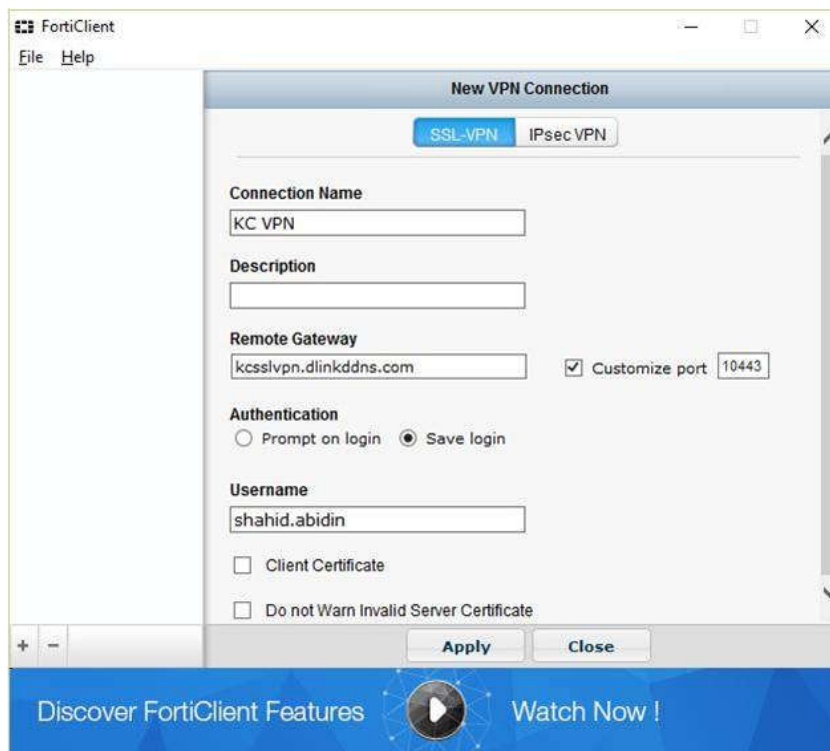 FortiClient
File Help
New VPN Connection
SSL-VPN IPsec VPN
Connection Name
KC VPN
Description
Remote Gateway
kcsslvpn.dlinkddns.com Customize port 10443
Authentication
Prompt on login Save login
Username
shahid.abidin
Client Certificate
Do not Warn Invalid Server Certificate
+ − Apply Close
Discover FortiClient Features Watch Now !